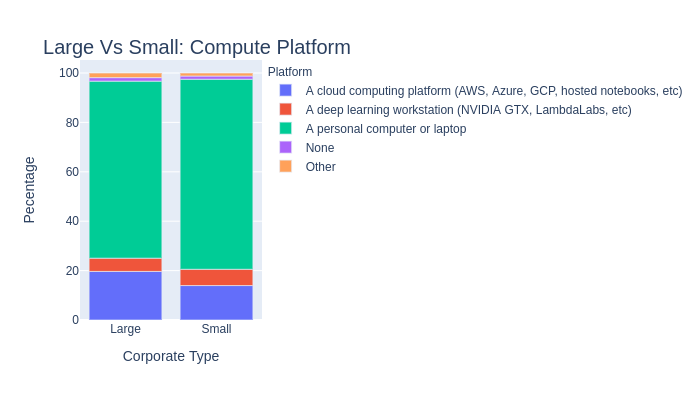 Large Vs Small: Compute Platform
Platform
A cloud computing platform (AWS, Azure, GCP, hosted notebooks, etc)
A deep learning workstation (NVIDIA GTX, LambdaLabs, etc)
A personal computer or laptop
None
Other
Pecentage
100
80
60
40
20
0
Large Small
Corporate Type